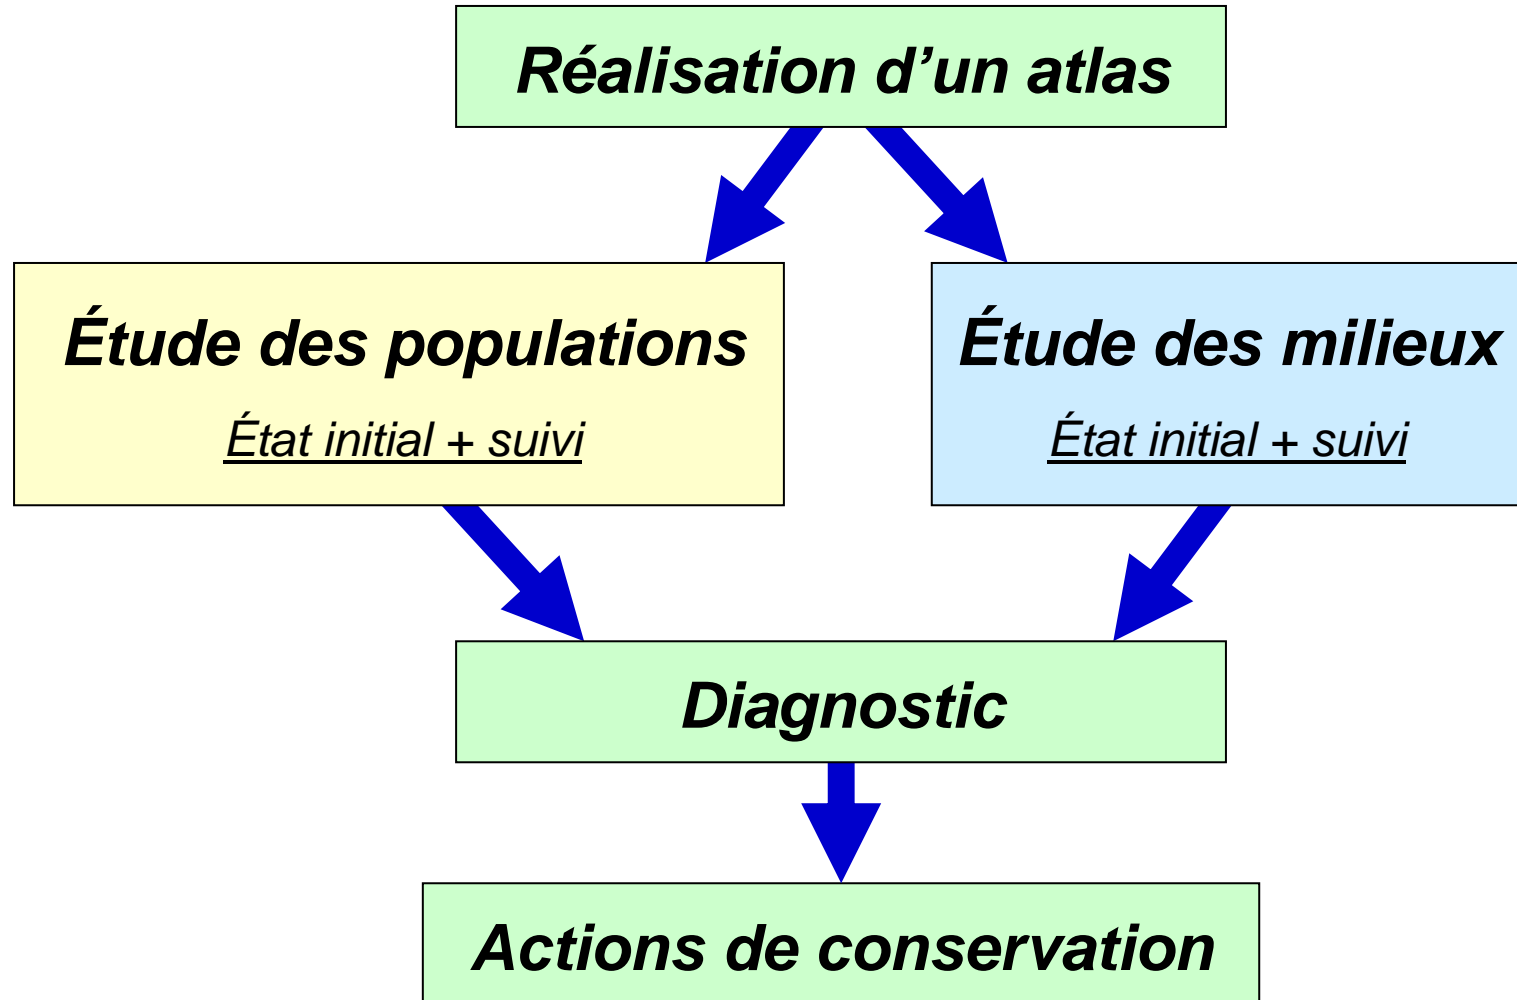 Réalisation d’un atlas
Étude des populations
État initial + suivi
Étude des milieux
État initial + suivi
Diagnostic
Actions de conservation